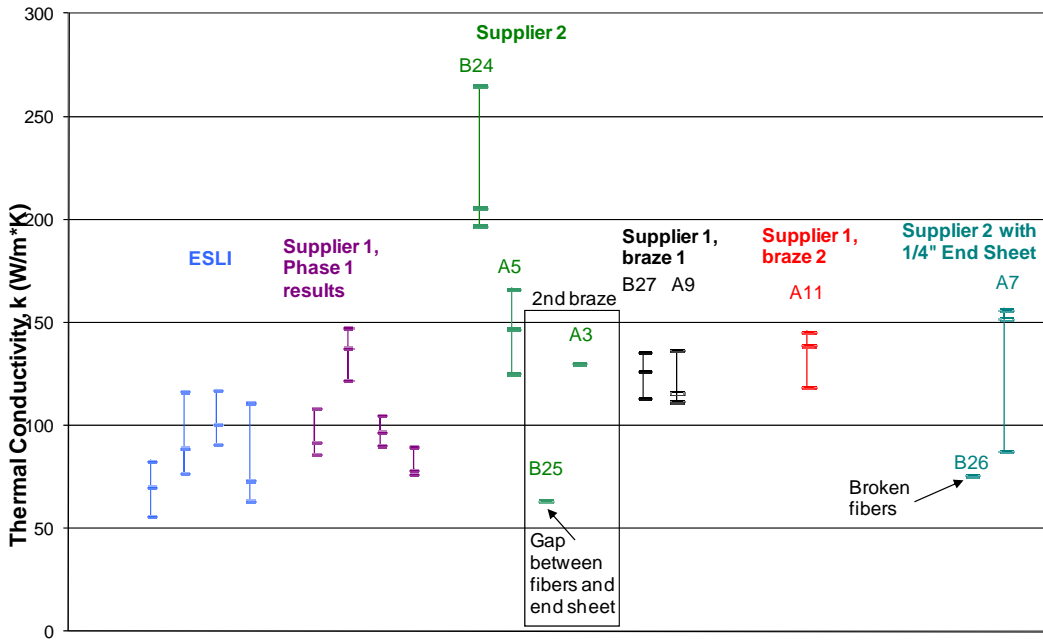 Thermal Conductivity, k (W/m*K)
300
250
200
150
100
50
0
ESLI
Supplier 1,
Phase 1
results
Supplier 2
B24
A5
2nd braze
A3
B25
Gap
between
fibers and
end sheet
Supplier 1,
braze 1
B27 A9
Supplier 1,
braze 2
A11
Supplier 2 with
1/4" End Sheet
A7
B26
Broken
fibers